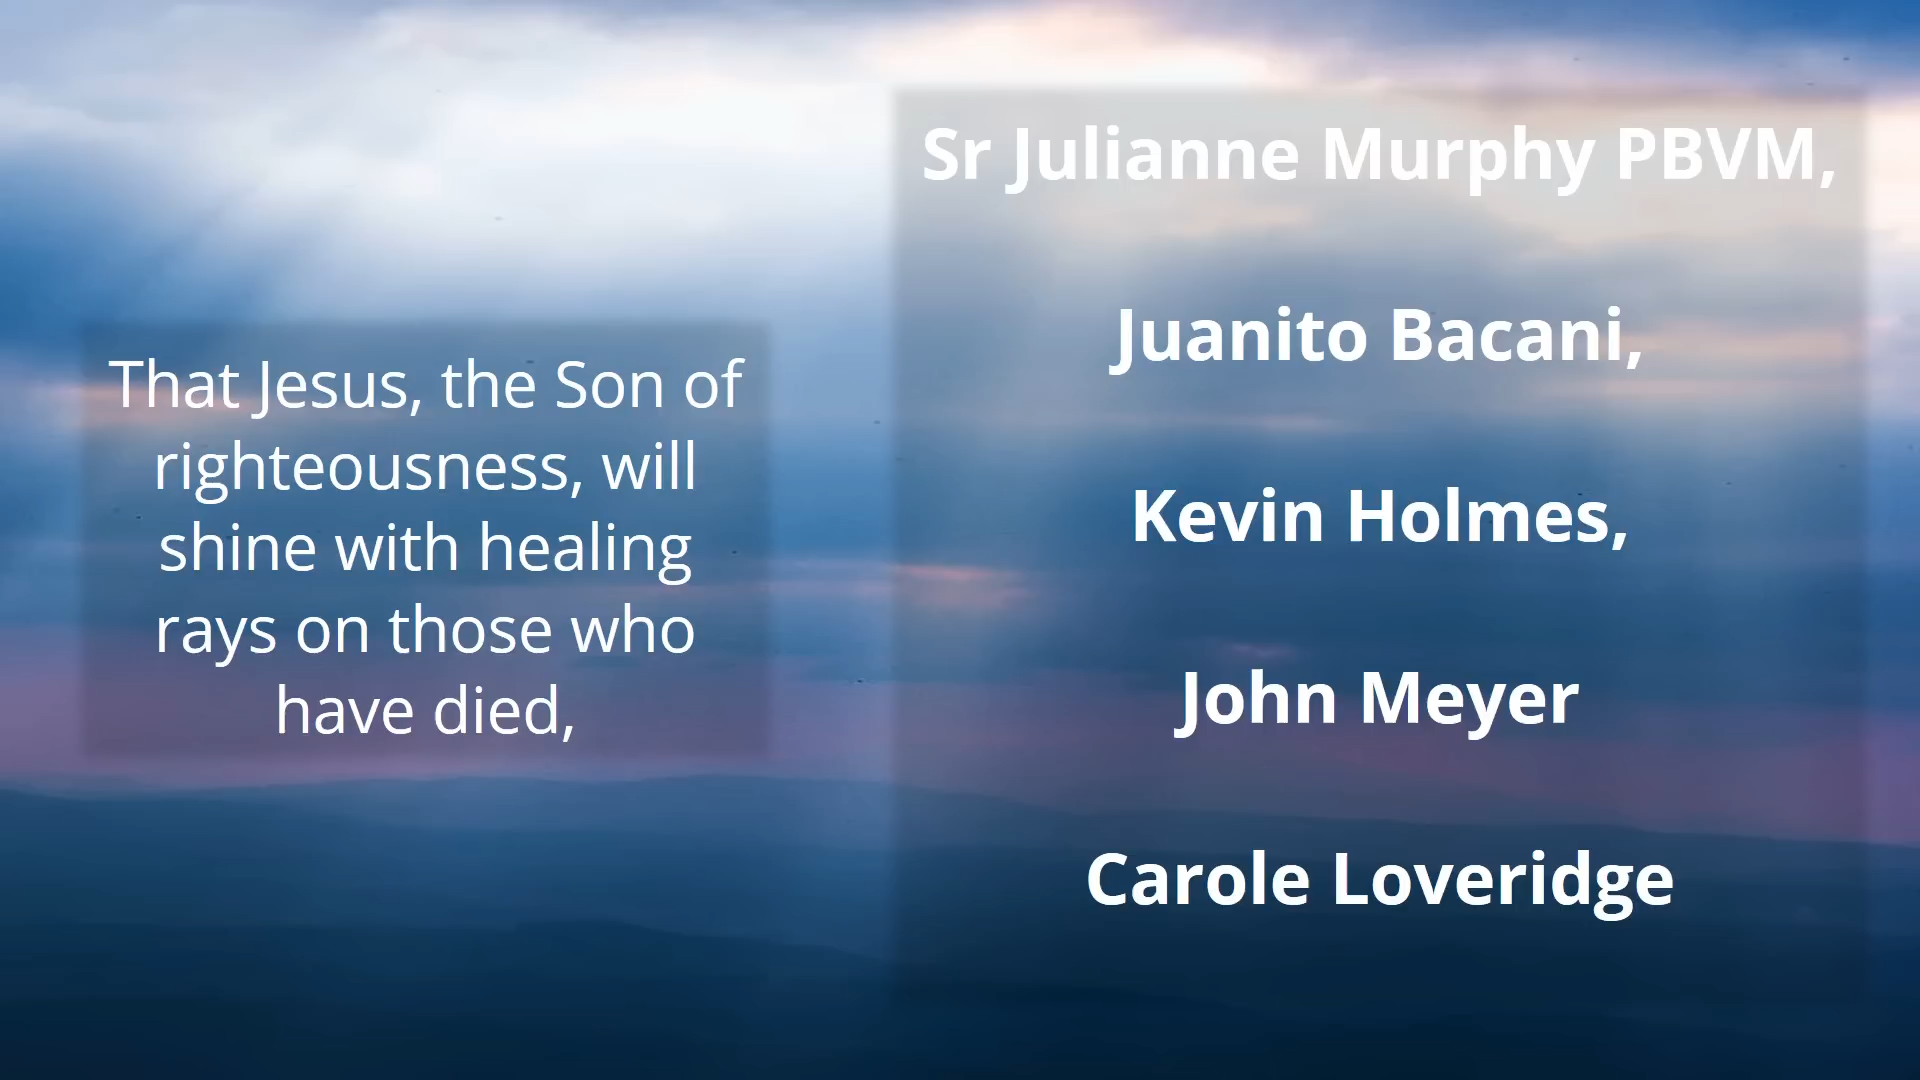 That Jesus, the Son of
righteousness, will
shine with healing
rays on those who
have died,
Sr Julianne Murphy PBVM,
Juanito Bacani,
Kevin Holmes,
John Meyer
Carole Loveridge